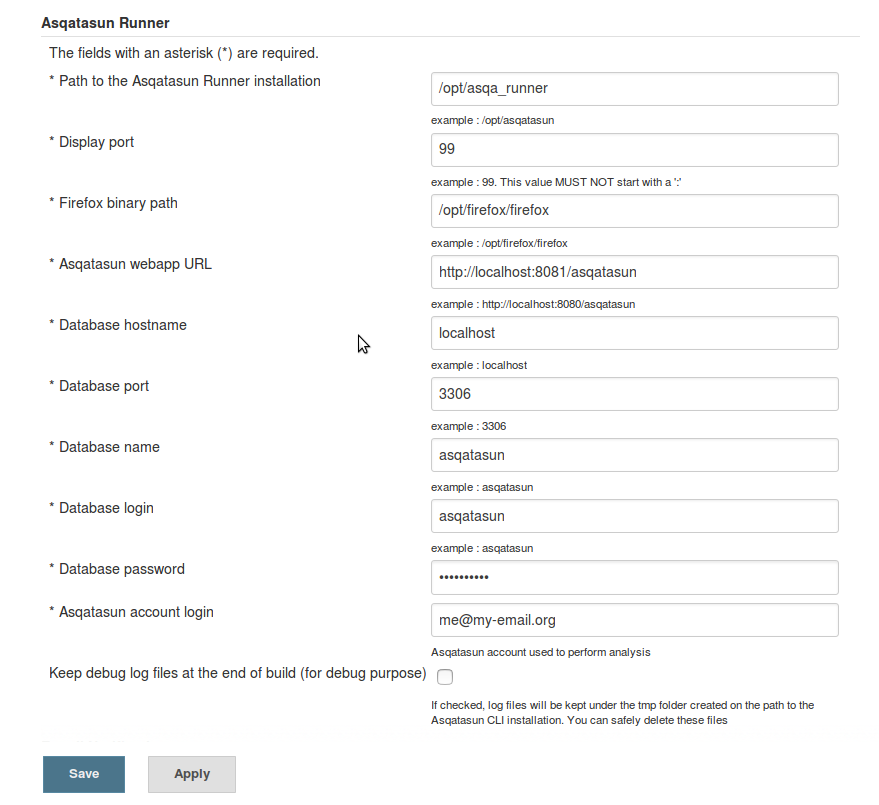 Asqatasun Runner
The fields with an asterisk (*) are required.
* Path to the Asqatasun Runner installation
/opt/asqa_runner
example : /opt/asqatasun
* Display port
99
example : 99. This value MUST NOT start with a ':'
* Firefox binary path
/opt/firefox/firefox
example : /opt/firefox/firefox
* Asqatasun webapp URL
http://localhost:8081/asqatasun
example : http://localhost:8080/asqatasun
* Database hostname
localhost
example : localhost
* Database port
3306
example : 3306
* Database name
asqatasun
example : asqatasun
* Database login
asqatasun
example : asqatasun
* Database password
••••••••••
* Asqatasun account login
me@my-email.org
Asqatasun account used to perform analysis
Keep debug log files at the end of build (for debug purpose)
If checked, log files will be kept under the tmp folder created on the path to the
Asqatasun CLI installation. You can safely delete these files
Save
Apply